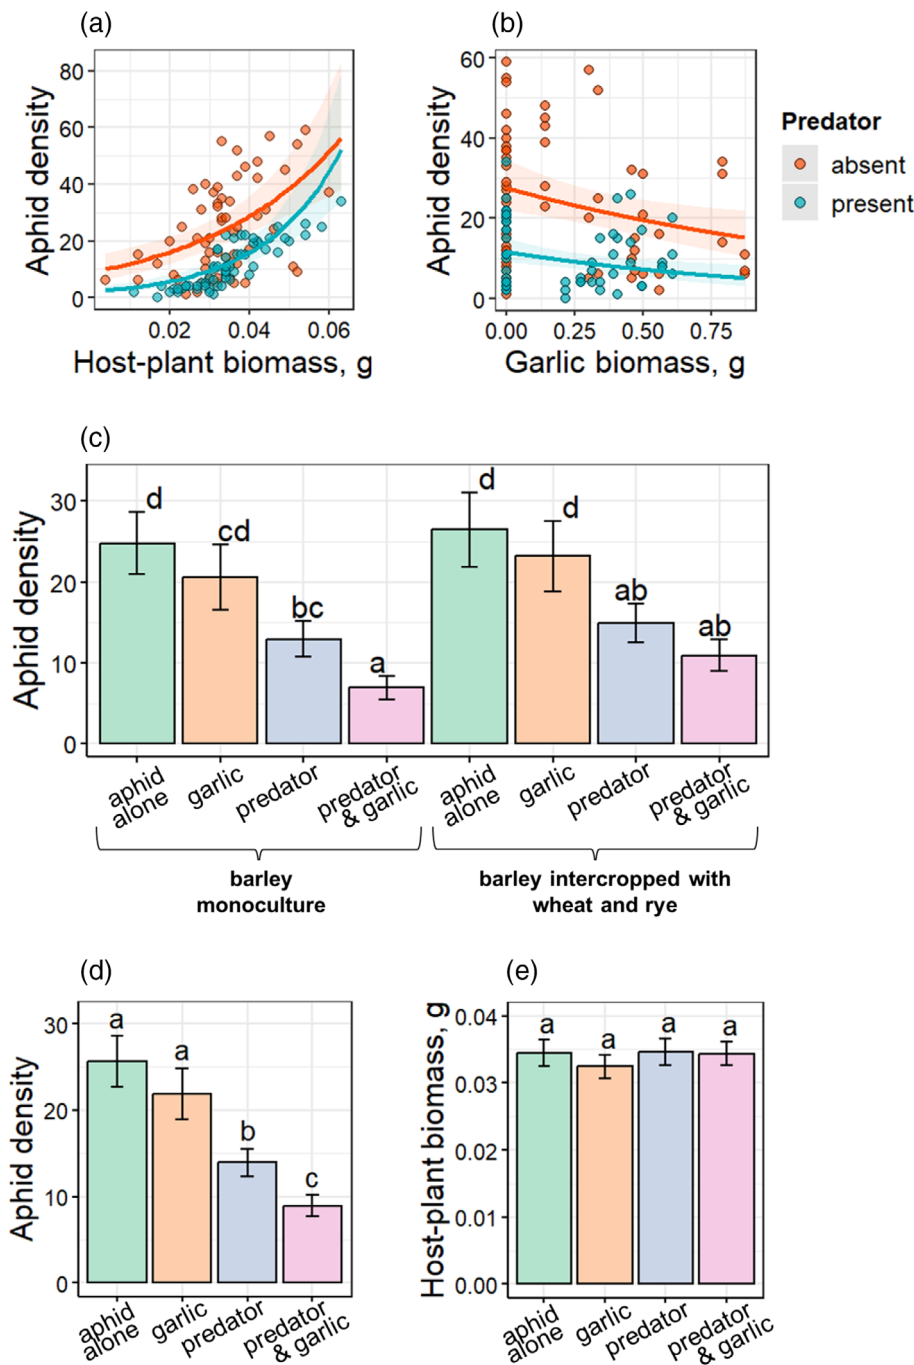 (a)
(b)
Aphid density
80
60
40
20
0
0.02
0.04
0.06
Host-plant biomass, g
Aphid density
60
40
20
0
0.00
0.25
0.50
0.75
Garlic biomass, g
Predator
absent
present
(c)
Aphid density
30
20
10
0
d
cd
bc
a
d
d
ab
ab
aphid
alone
garlic
predator
predator
& garlic
aphid
alone
garlic
predator
predator
& garlic
barley
monoculture
barley intercropped with
wheat and rye
(d)
Aphid density
30
20
10
0
a
a
b
c
aphid
alone
garlic
predator
predator
& garlic
(e)
Host-plant biomass, g
0.04
0.03
0.02
0.01
0.00
a
a
a
a
aphid
alone
garlic
predator
predator
& garlic